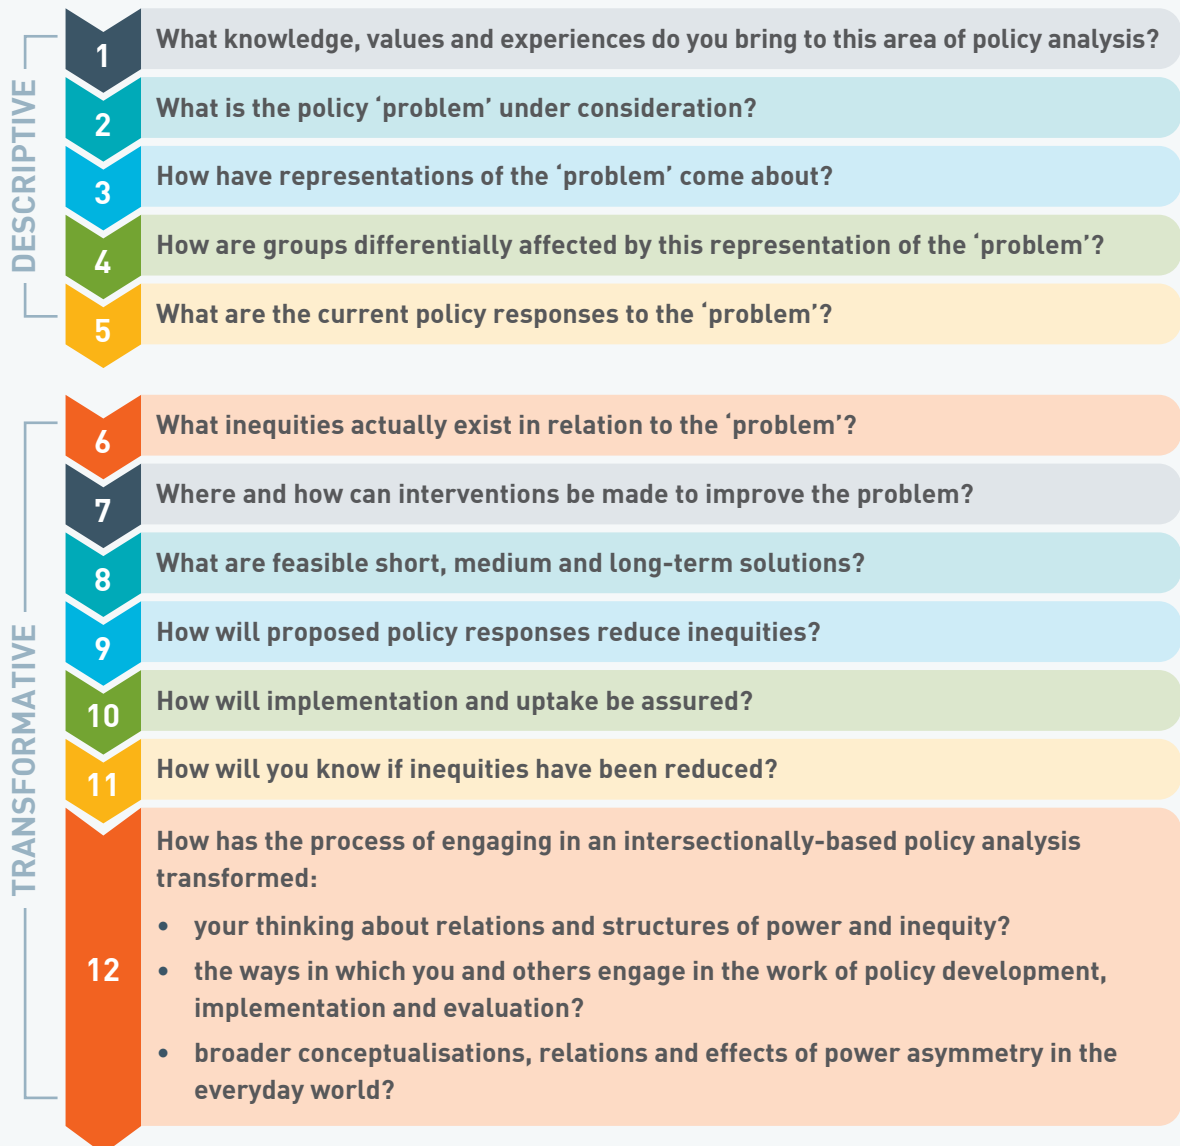 DESCRIPTIVE
1 What knowledge, values and experiences do you bring to this area of policy analysis?
2 What is the policy ‘problem’ under consideration?
3 How have representations of the ‘problem’ come about?
4 How are groups differentially affected by this representation of the ‘problem’?
5 What are the current policy responses to the ‘problem’?
TRANSFORMATIVE
6 What inequities actually exist in relation to the ‘problem’?
7 Where and how can interventions be made to improve the problem?
8 What are feasible short, medium and long-term solutions?
9 How will proposed policy responses reduce inequities?
10 How will implementation and uptake be assured?
11 How will you know if inequities have been reduced?
12 How has the process of engaging in an intersectionally-based policy analysis
transformed:
• your thinking about relations and structures of power and inequity?
• the ways in which you and others engage in the work of policy development,
implementation and evaluation?
• broader conceptualisations, relations and effects of power asymmetry in the
everyday world?